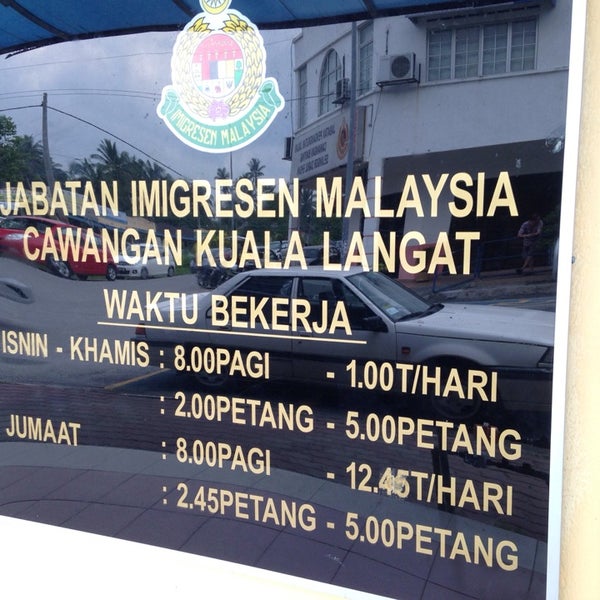 IMIGRESEN MALAYSIA
JABATAN IMIGRESEN MALAYSIA
CAWANGAN KUALA LANGAT
WAKTU BEKERJA
ISNIN - KHAMIS : 8.00PAGI - 1.00T/HARI
: 2.00PETANG - 5.00PETANG
JUMAAT : 8.00PAGI - 12.45T/HARI
: 2.45PETANG - 5.00PETANG